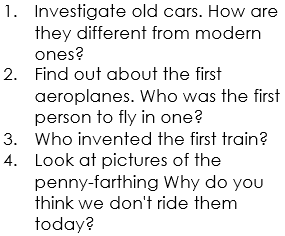 1. Investigate old cars. How are
they different from modern
ones?
2. Find out about the first
aeroplanes. Who was the first
person to fly in one?
3. Who invented the first train?
4. Look at pictures of the
penny-farthing Why do you
think we don't ride them
today?